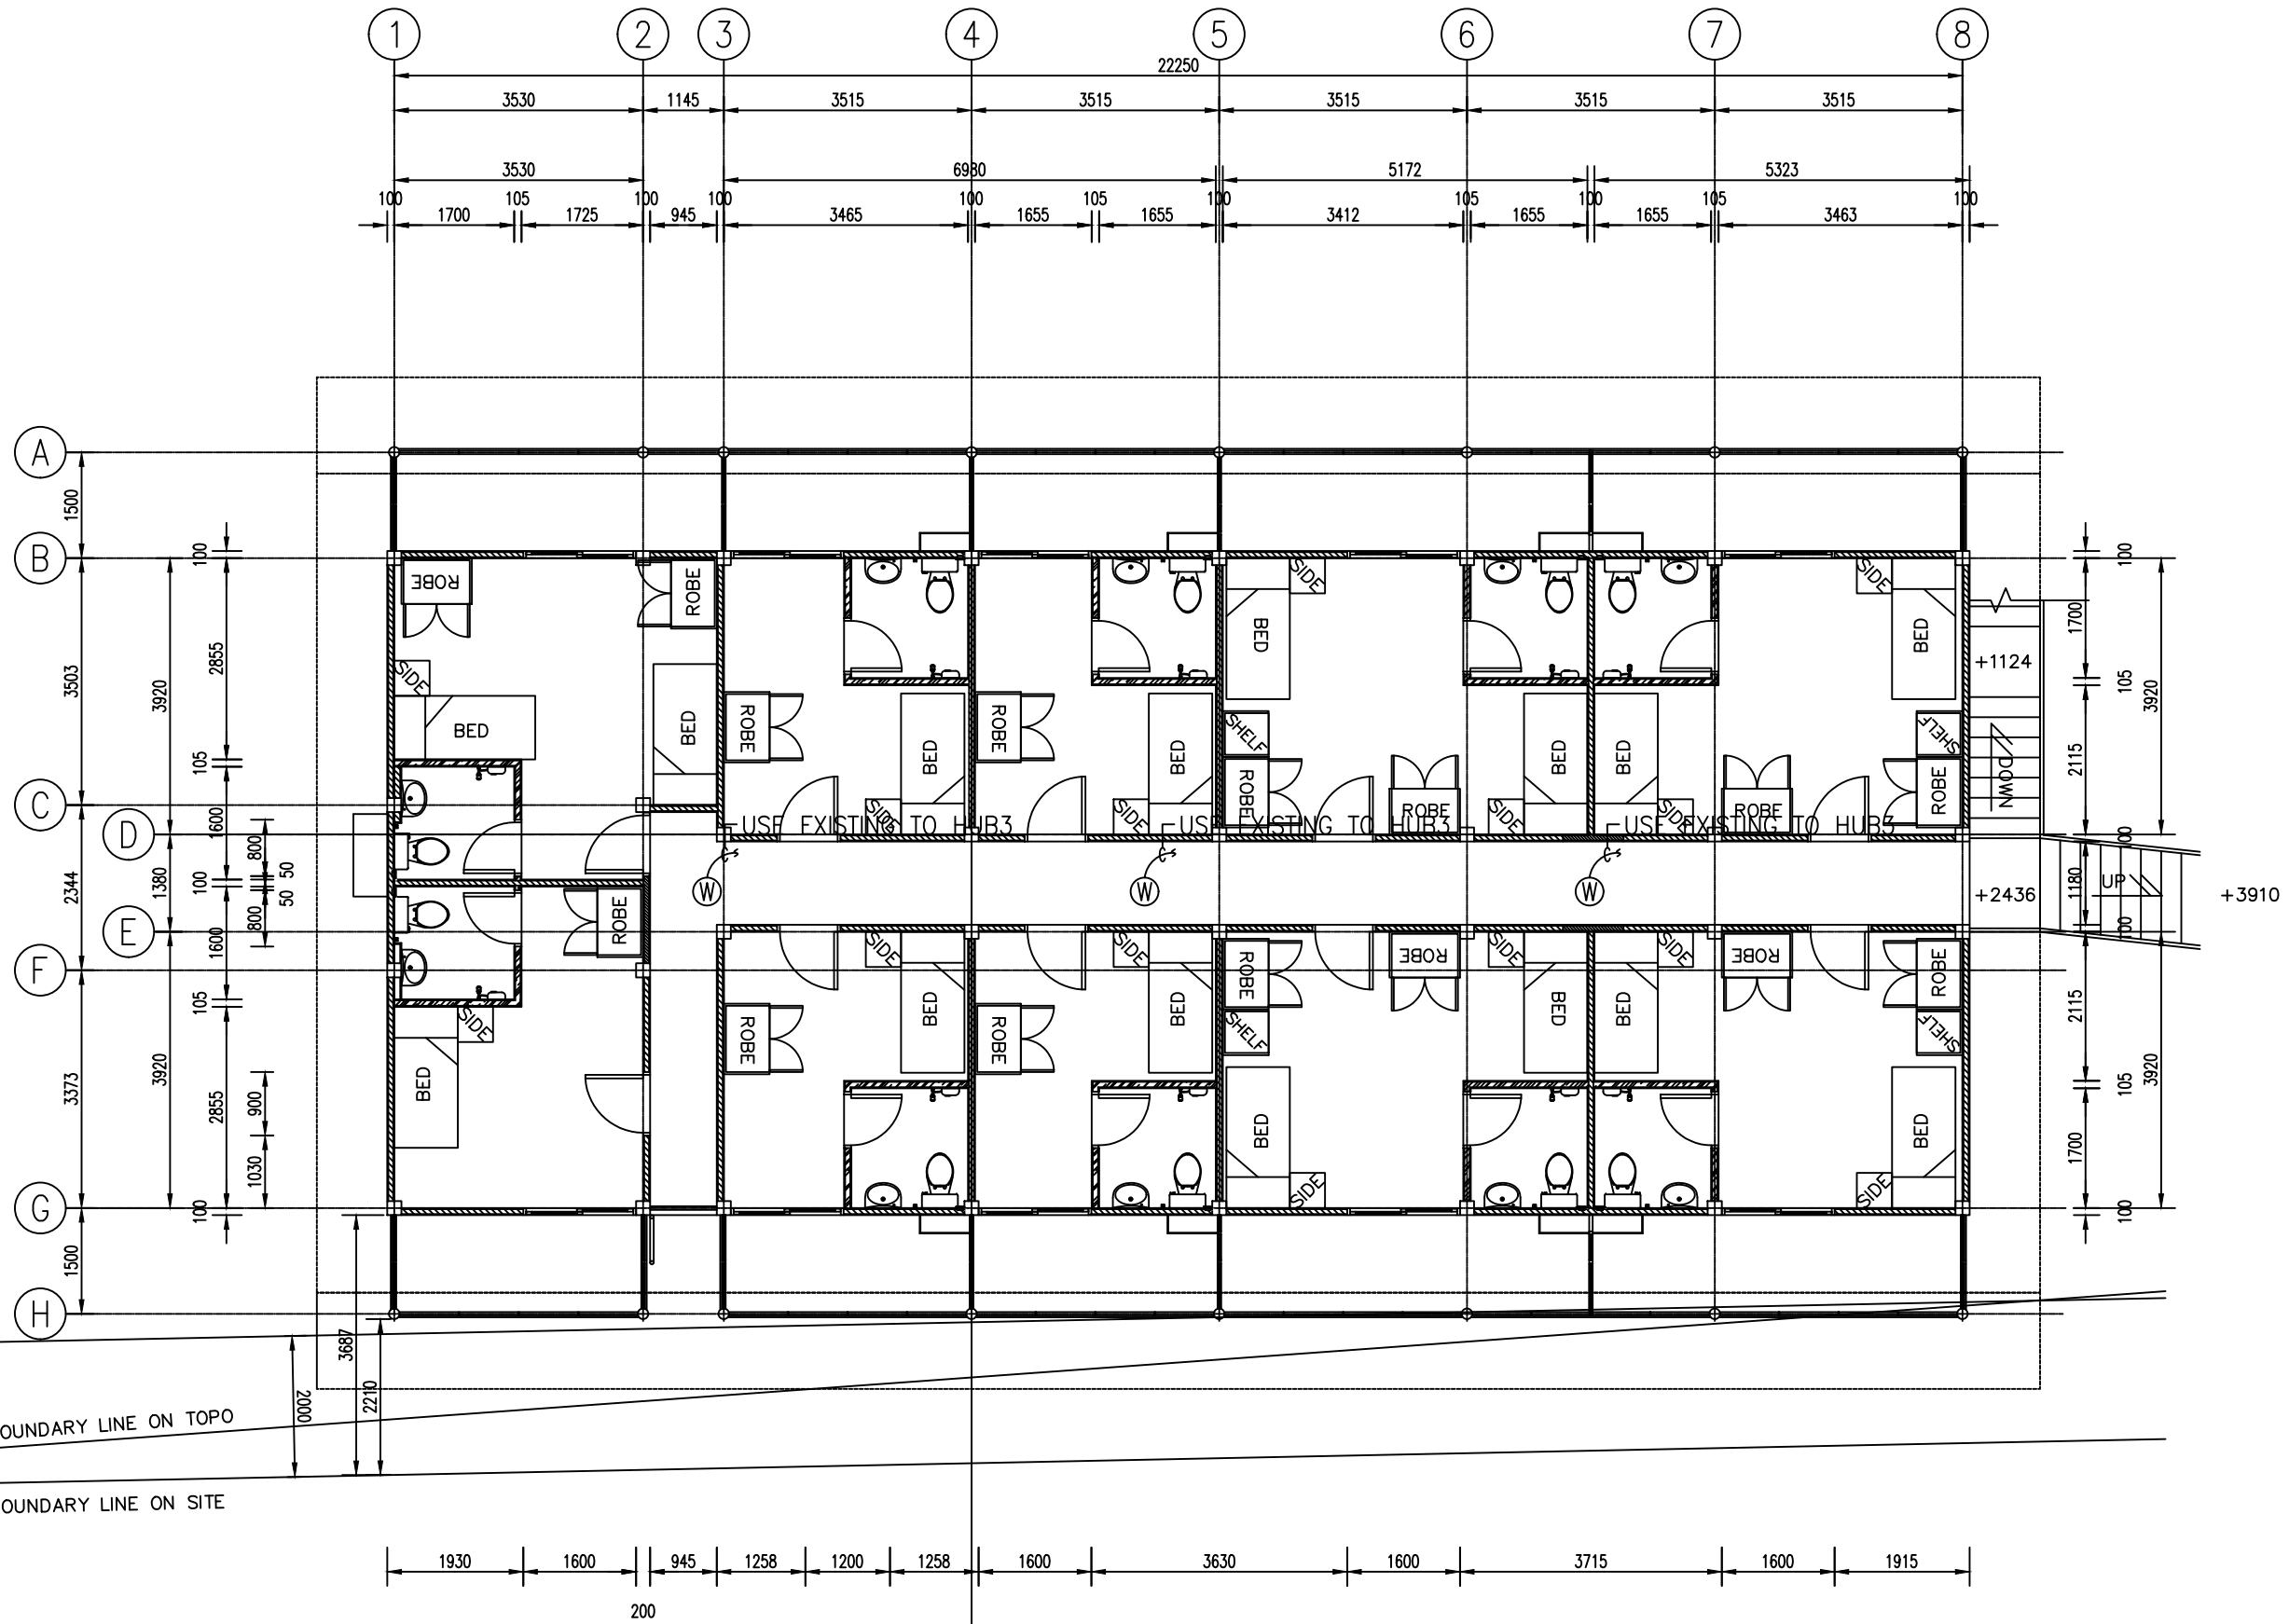 1 2 3 4 5 6 7 8
22250
3530 1145 3515 3515 3515 3515 3515
3530 6980 5172 5323
100 105 100 100 100 105 100 105 100 105 100
1700 1725 945 3465 1655 1655 3412 1655 1655 3463
A
1500
B
100 100
ROBE ROBE SIDE SIDE
BED BED
1700
3503 3920 2855 +1124
SIDE 105 3920
BED BED ROBE ROBE BED BED BED BED
SHELF SHELF
2115
105 ROBE ROBE ROBE ROBE DOWN
C
SIDE SIDE SIDE SIDE
D
USE EXISTING TO HUB3 USE EXISTING TO HUB3 USE EXISTING TO HUB3
1600 800 50 100
2344 1380 100 W W W 1180 UP
50 +2436 +3910
800 ROBE
E
100
1600
SIDE SIDE ROBE SIDE SIDE ROBE
F
ROBE ROBE
105 SIDE BED BED BED BED 2115
SHELF SHELF
ROBE ROBE
3373 3920 2855 900 BED 105 3920
BED BED
1030 1700
SIDE SIDE
G
100 100
1500
H
3687
2210
2000
OUNDARY LINE ON TOPO
OUNDARY LINE ON SITE
1930 1600 945 1258 1200 1258 1600 3630 1600 3715 1600 1915
200